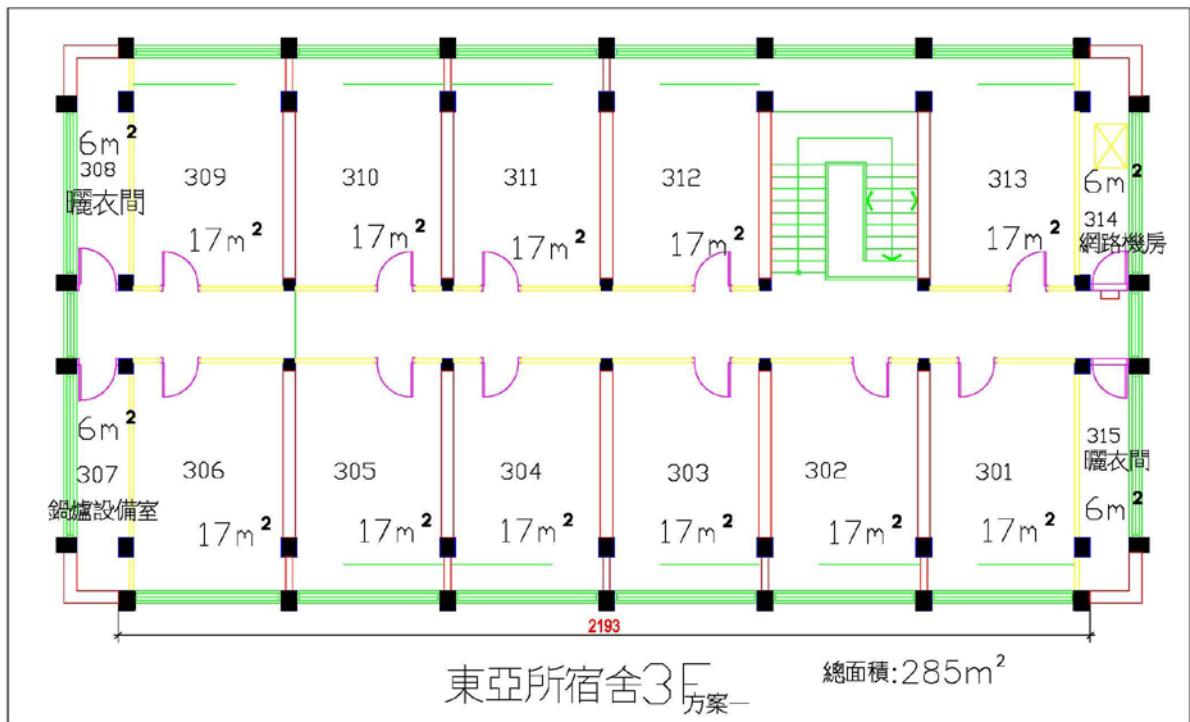 6m²
308
曬衣間
309
17m²
310
17m²
311
17m²
312
17m²
313
17m²
6m²
314
網路機房
6m²
307
鍋爐設備室
306
17m²
305
17m²
304
17m²
303
17m²
302
17m²
301
17m²
315
曬衣間
6m²
2193
東亞所宿舍3F方案一
總面積:285m²